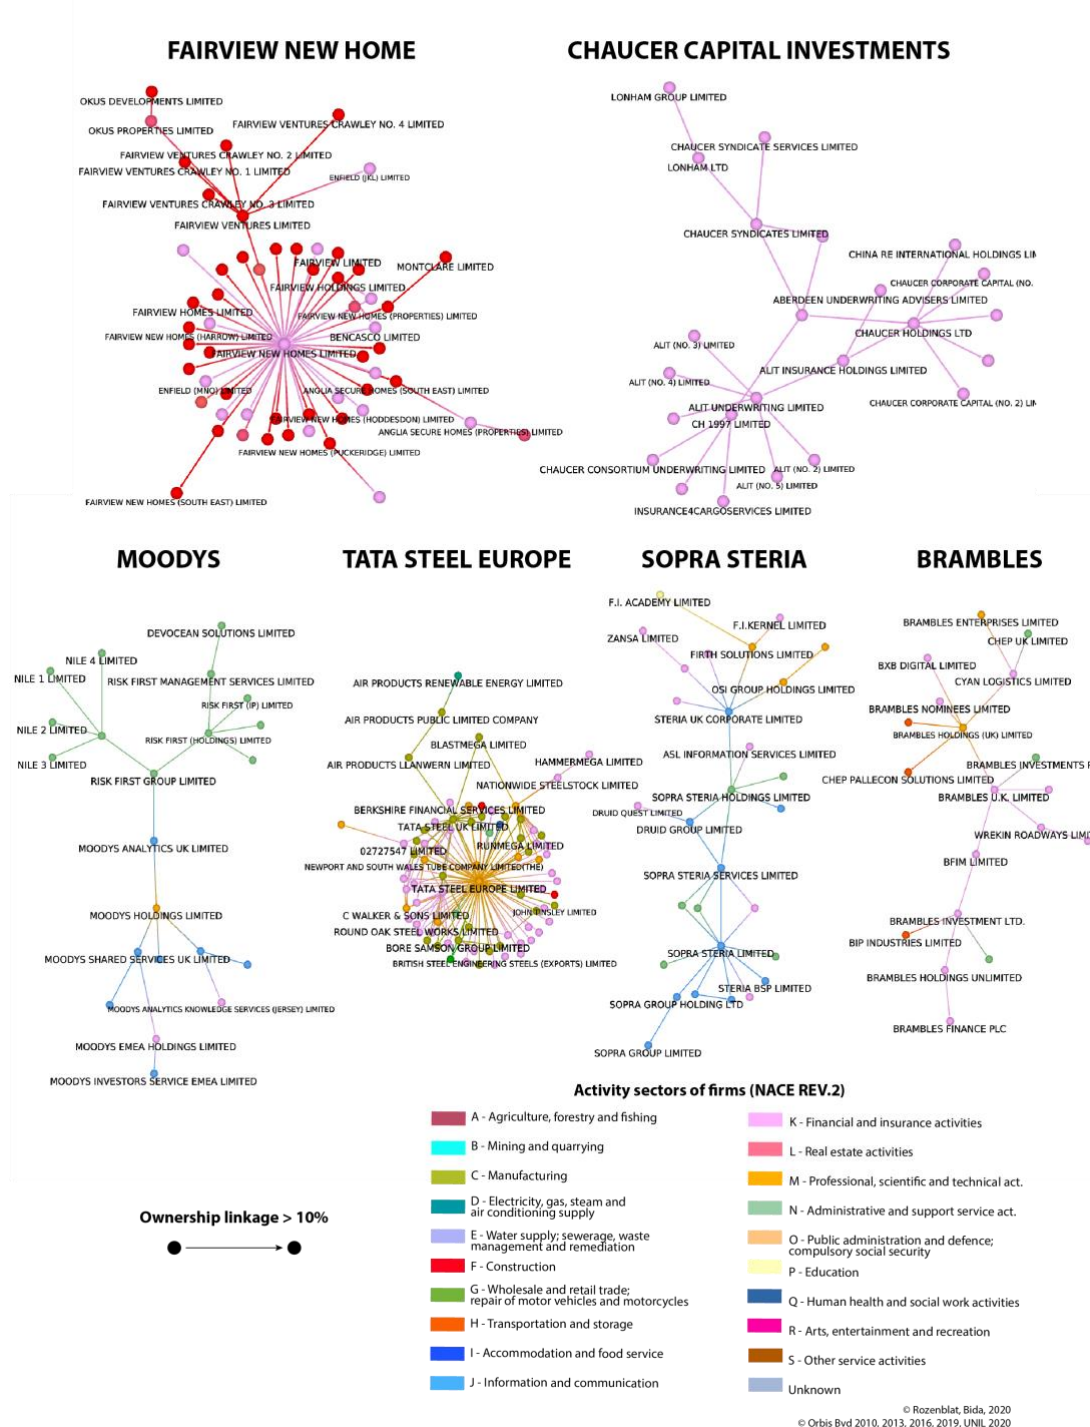 FAIRVIEW NEW HOME
CHAUCER CAPITAL INVESTMENTS
OKUS DEVELOPMENTS LIMITED
OKUS PROPERTIES LIMITED
FAIRVIEW VENTURES CRAWLEY NO. 4 LIMITED
FAIRVIEW VENTURES CRAWLEY NO. 2 LIMITED
FAIRVIEW VENTURES CRAWLEY NO. 1 LIMITED
ENFIELD (JKL) LIMITED
FAIRVIEW VENTURES CRAWLEY NO. 3 LIMITED
FAIRVIEW VENTURES LIMITED
FAIRVIEW LIMITED
MONTCLARE LIMITED
FAIRVIEW HOLDINGS LIMITED
FAIRVIEW HOMES LIMITED
FAIRVIEW NEW HOMES (PROPERTIES) LIMITED
FAIRVIEW NEW HOMES (HARROW) LIMITED
BENCASCO LIMITED
FAIRVIEW NEW HOMES LIMITED
ENFIELD (MNO) LIMITED
ANGLIA SECURE HOMES (SOUTH EAST) LIMITED
FAIRVIEW NEW HOMES (HODDESDON) LIMITED
ANGLIA SECURE HOMES (PROPERTIES) LIMITED
FAIRVIEW NEW HOMES (PUCKERIDGE) LIMITED
FAIRVIEW NEW HOMES (SOUTH EAST) LIMITED
LONHAM GROUP LIMITED
CHAUCER SYNDICATE SERVICES LIMITED
LONHAM LTD
CHAUCER SYNDICATES LIMITED
CHINA RE INTERNATIONAL HOLDINGS LIM
CHAUCER CORPORATE CAPITAL (NO.
ABERDEEN UNDERWRITING ADVISERS LIMITED
CHAUCER HOLDINGS LTD
ALIT (NO. 3) LIMITED
ALIT INSURANCE HOLDINGS LIMITED
ALIT (NO. 4) LIMITED
CHAUCER CORPORATE CAPITAL (NO. 2) LIM
ALIT UNDERWRITING LIMITED
CH 1997 LIMITED
CHAUCER CONSORTIUM UNDERWRITING LIMITED
ALIT (NO. 2) LIMITED
ALIT (NO. 5) LIMITED
INSURANCE4CARGOSERVICES LIMITED
MOODYS
TATA STEEL EUROPE
SOPRA STERIA
BRAMBLES
DEVOCEAN SOLUTIONS LIMITED
NILE 4 LIMITED
NILE 1 LIMITED
RISK FIRST MANAGEMENT SERVICES LIMITED
RISK FIRST (IP) LIMITED
NILE 2 LIMITED
RISK FIRST (HOLDINGS) LIMITED
NILE 3 LIMITED
RISK FIRST GROUP LIMITED
MOODYS ANALYTICS UK LIMITED
MOODYS HOLDINGS LIMITED
MOODYS SHARED SERVICES UK LIMITED
MOODYS ANALYTICS KNOWLEDGE SERVICES (JERSEY) LIMITED
MOODYS EMEA HOLDINGS LIMITED
MOODYS INVESTORS SERVICE EMEA LIMITED
AIR PRODUCTS RENEWABLE ENERGY LIMITED
AIR PRODUCTS PUBLIC LIMITED COMPANY
BLASTMEGA LIMITED
AIR PRODUCTS LLANWERN LIMITED
HAMMERMEGA LIMITED
NATIONWIDE STEELSTOCK LIMITED
BERKSHIRE FINANCIAL SERVICES LIMITED
TATA STEEL UK LIMITED
02727547 LIMITED
RUNMEGA LIMITED
NEWPORT AND SOUTH WALES TUBE COMPANY LIMITED(THE)
TATA STEEL EUROPE LIMITED
C WALKER & SONS LIMITED
JOHN TINSLEY LIMITED
ROUND OAK STEEL WORKS LIMITED
BORE SAMSON GROUP LIMITED
BRITISH STEEL ENGINEERING STEELS (EXPORTS) LIMITED
F.I. ACADEMY LIMITED
F.I.KERNEL LIMITED
ZANSA LIMITED
FIRTH SOLUTIONS LIMITED
OSI GROUP HOLDINGS LIMITED
STERIA UK CORPORATE LIMITED
ASL INFORMATION SERVICES LIMITED
SOPRA STERIA HOLDINGS LIMITED
DRUID QUEST LIMITED
DRUID GROUP LIMITED
SOPRA STERIA SERVICES LIMITED
SOPRA STERIA LIMITED
STERIA BSP LIMITED
SOPRA GROUP HOLDING LTD
SOPRA GROUP LIMITED
BRAMBLES ENTERPRISES LIMITED
CHEP UK LIMITED
BXB DIGITAL LIMITED
CYAN LOGISTICS LIMITED
BRAMBLES NOMINEES LIMITED
BRAMBLES HOLDINGS (UK) LIMITED
BRAMBLES INVESTMENTS P
CHEP PALLECON SOLUTIONS LIMITED
BRAMBLES U.K. LIMITED
WREKIN ROADWAYS LIMI
BFIM LIMITED
BRAMBLES INVESTMENT LTD.
BIP INDUSTRIES LIMITED
BRAMBLES HOLDINGS UNLIMITED
BRAMBLES FINANCE PLC
Activity sectors of firms (NACE REV.2)
A - Agriculture, forestry and fishing
B - Mining and quarrying
C - Manufacturing
D - Electricity, gas, steam and
air conditioning supply
E - Water supply; sewerage, waste
management and remediation
F - Construction
G - Wholesale and retail trade;
repair of motor vehicles and motorcycles
H - Transportation and storage
I - Accommodation and food service
J - Information and communication
K - Financial and insurance activities
L - Real estate activities
M - Professional, scientific and technical act.
N - Administrative and support service act.
O - Public administration and defence;
compulsory social security
P - Education
Q - Human health and social work activities
R - Arts, entertainment and recreation
S - Other service activities
Unknown
Ownership linkage > 10%
© Rozenblat, Bida, 2020
© Orbis Bvd 2010, 2013, 2016, 2019, UNIL 2020